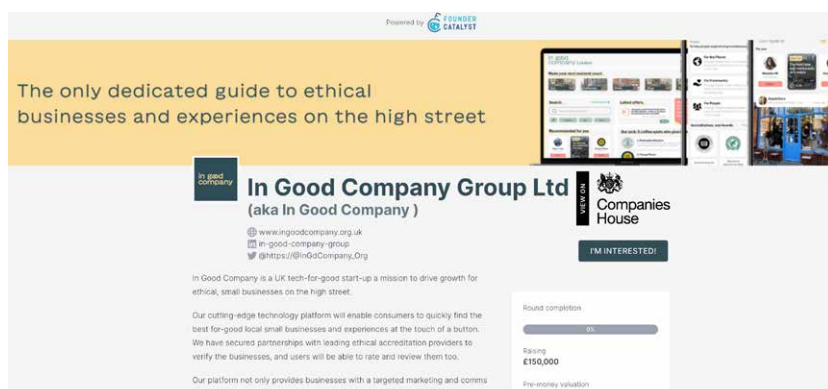 Powered by FOUNDER
CATALYST
The only dedicated guide to ethical
businesses and experiences on the high street
in good
company
In Good Company Group Ltd
(aka In Good Company )
VIEW ON
Companies
House
www.ingoodcompany.org.uk
in-good-company-group
@https://@InGdCompany_Org
I'M INTERESTED!
In Good Company is a UK tech-for-good start-up a mission to drive growth for
ethical, small businesses on the high street.
Our cutting-edge technology platform will enable consumers to quickly find the
best for-good local small businesses and experiences at the touch of a button.
We have secured partnerships with leading ethical accreditation providers to
verify the businesses, and users will be able to rate and review them too.
Our platform not only provides businesses with a targeted marketing and comms
Round completion
0%
Raising
£150,000
Pre-money valuation